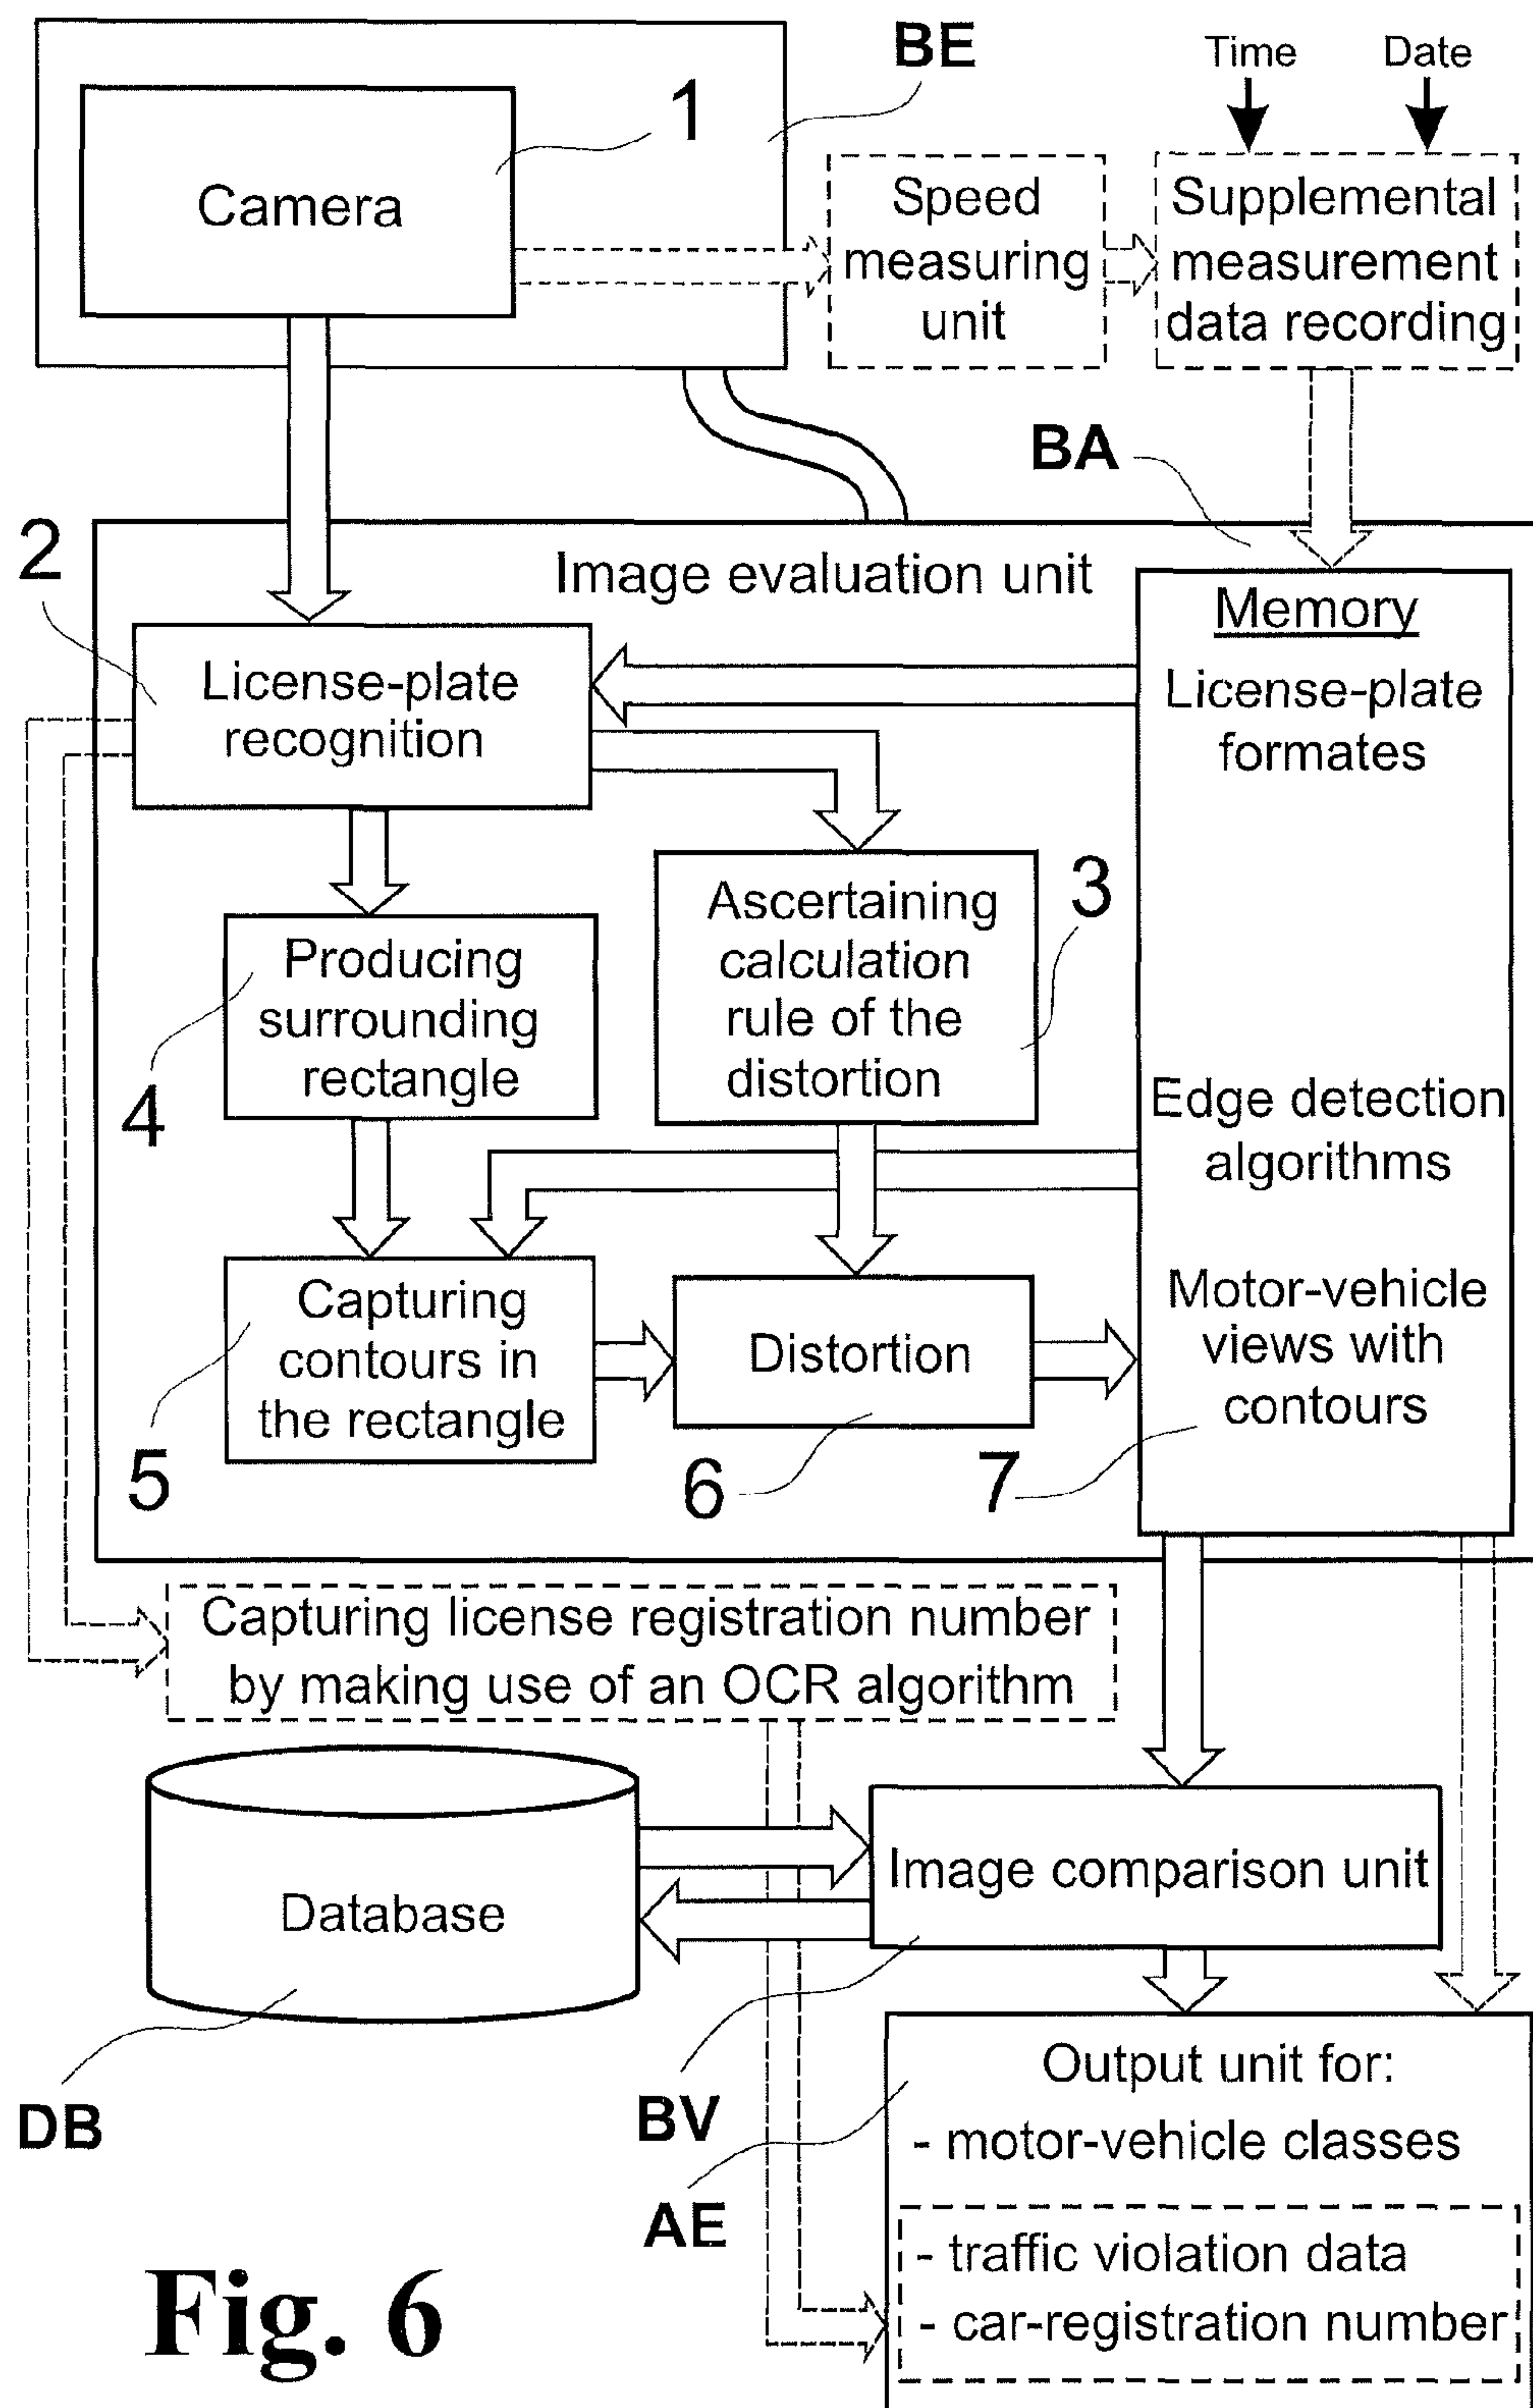 BE
Time
Date
1
Camera
Speed
measuring
unit
Supplemental
measurement
data recording
BA
2
Image evaluation unit
Memory
License-plate
formates
Edge detection
algorithms
Motor-vehicle
views with
contours
License-plate
recognition
Ascertaining
calculation
rule of the
distortion
3
Producing
surrounding
rectangle
4
Capturing
contours in
the rectangle
5
Distortion
6
7
Capturing license registration number
by making use of an OCR algorithm
Database
Image comparison unit
DB
BV
AE
Output unit for:
- motor-vehicle classes
- traffic violation data
- car-registration number
Fig. 6